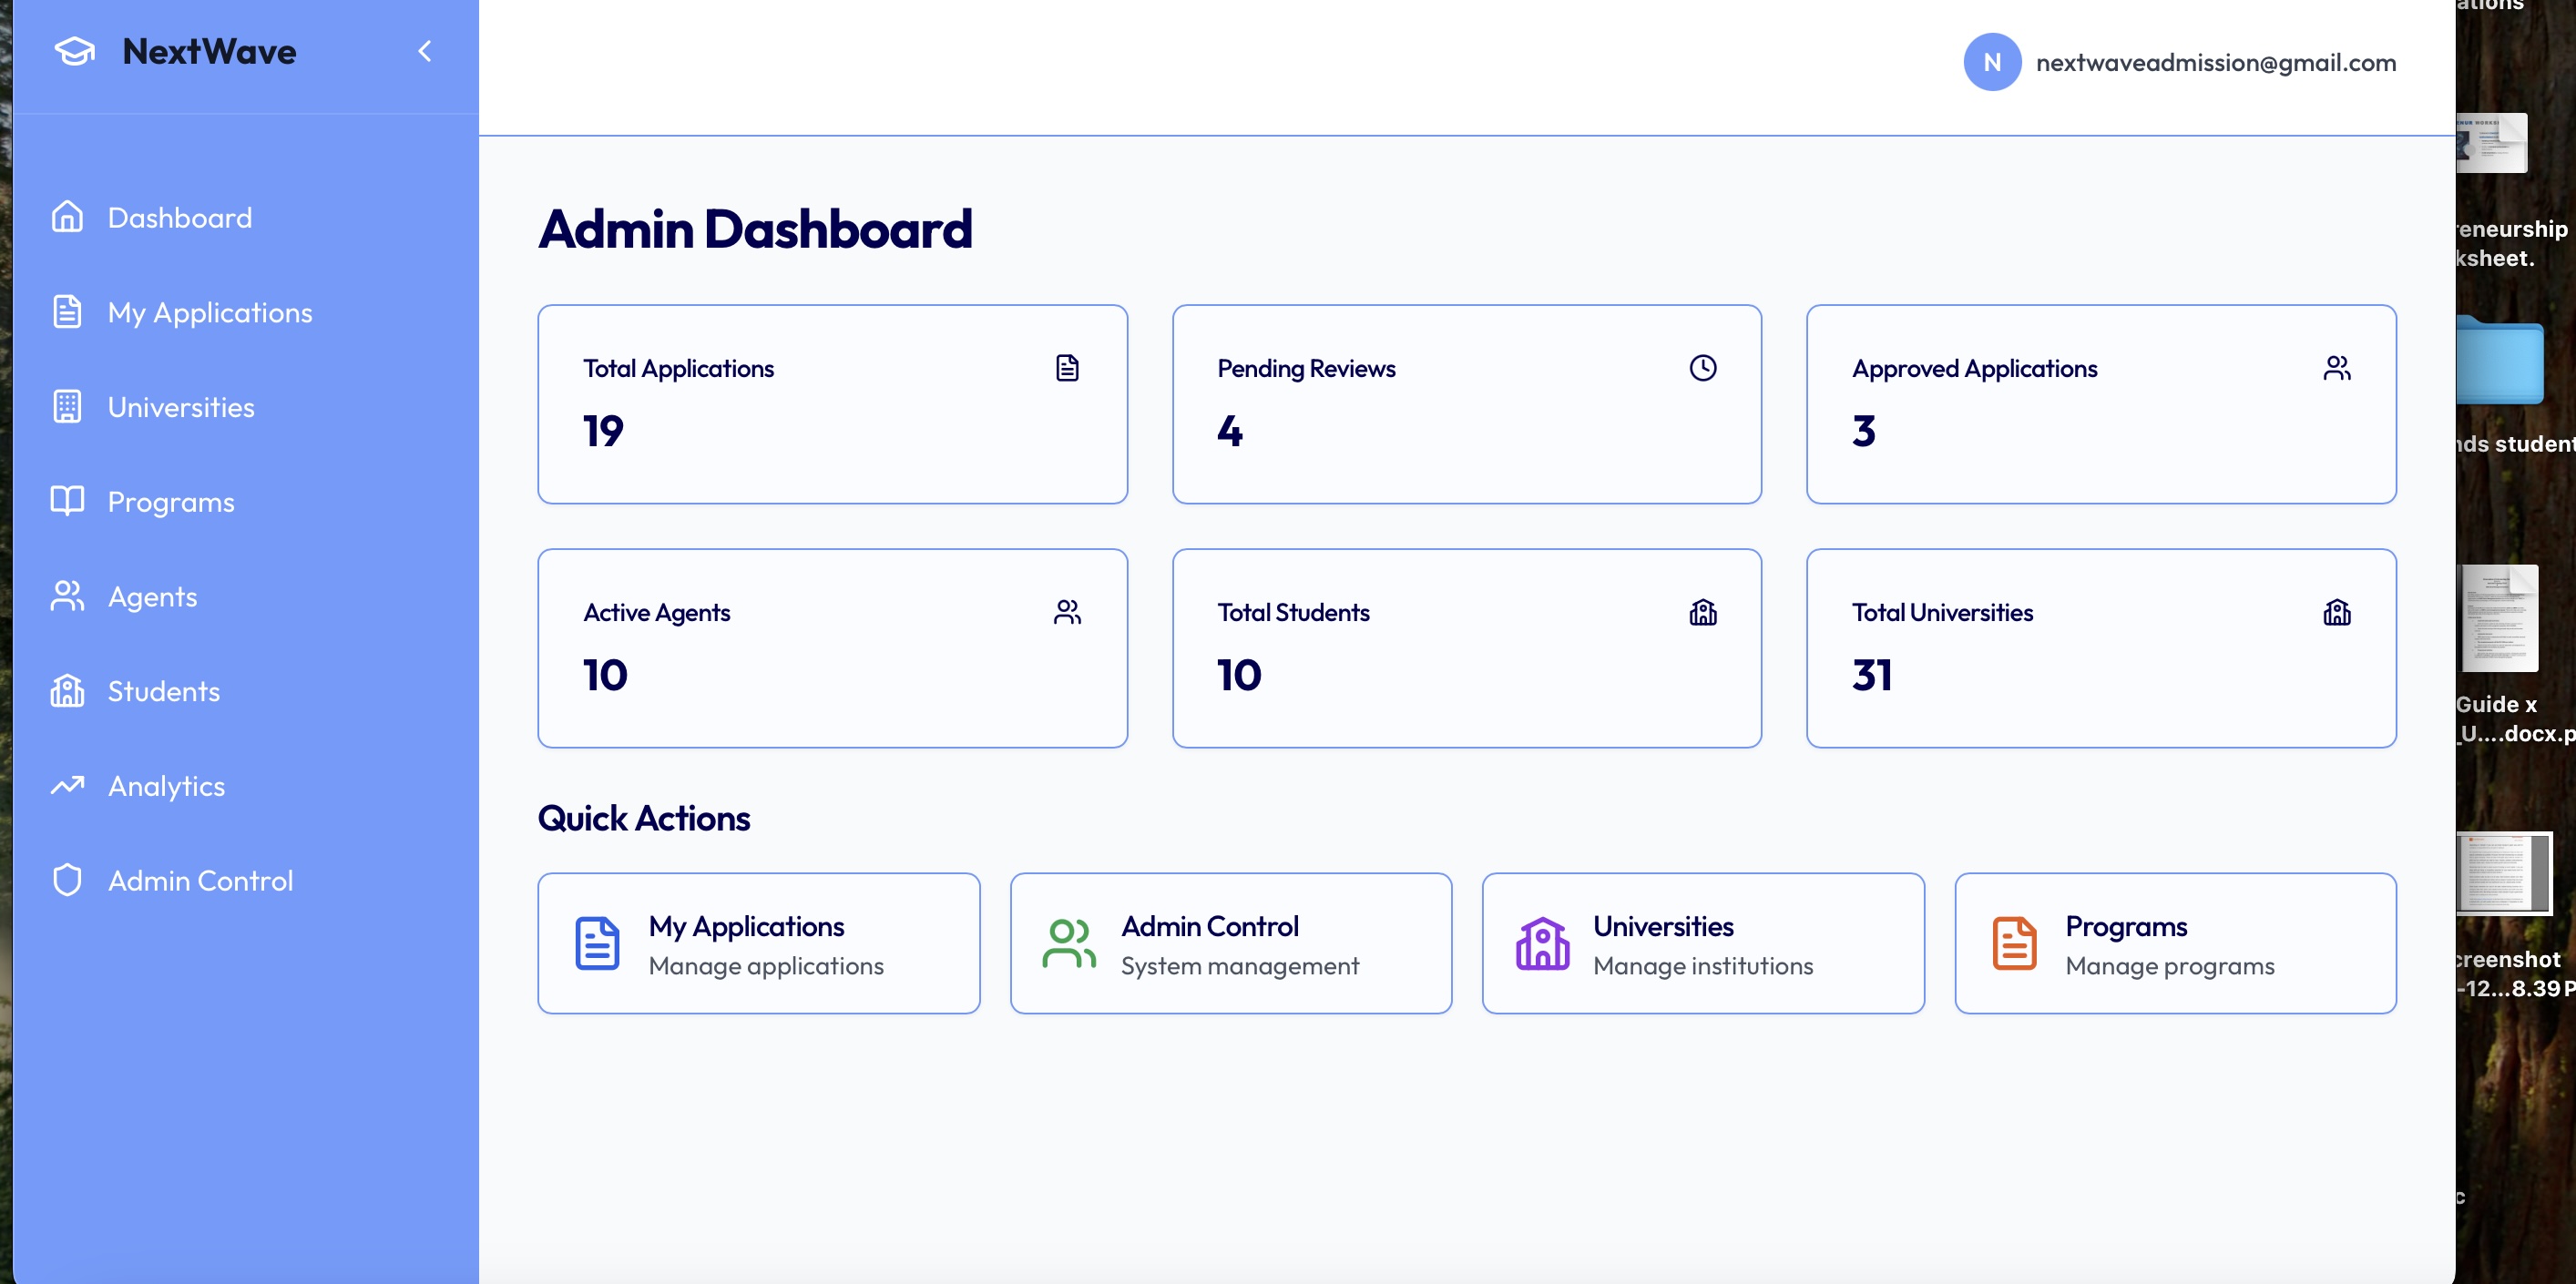 NextWave
Dashboard
My Applications
Universities
Programs
Agents
Students
Analytics
Admin Control
N nextwaveadmission@gmail.com
Admin Dashboard
Total Applications
19
Pending Reviews
4
Approved Applications
3
Active Agents
10
Total Students
10
Total Universities
31
Quick Actions
My Applications
Manage applications
Admin Control
System management
Universities
Manage institutions
Programs
Manage programs
ations
reneurship
ksheet.
nds student
Guide x
_U....docx.p
creenshot
-12...8.39 P
c